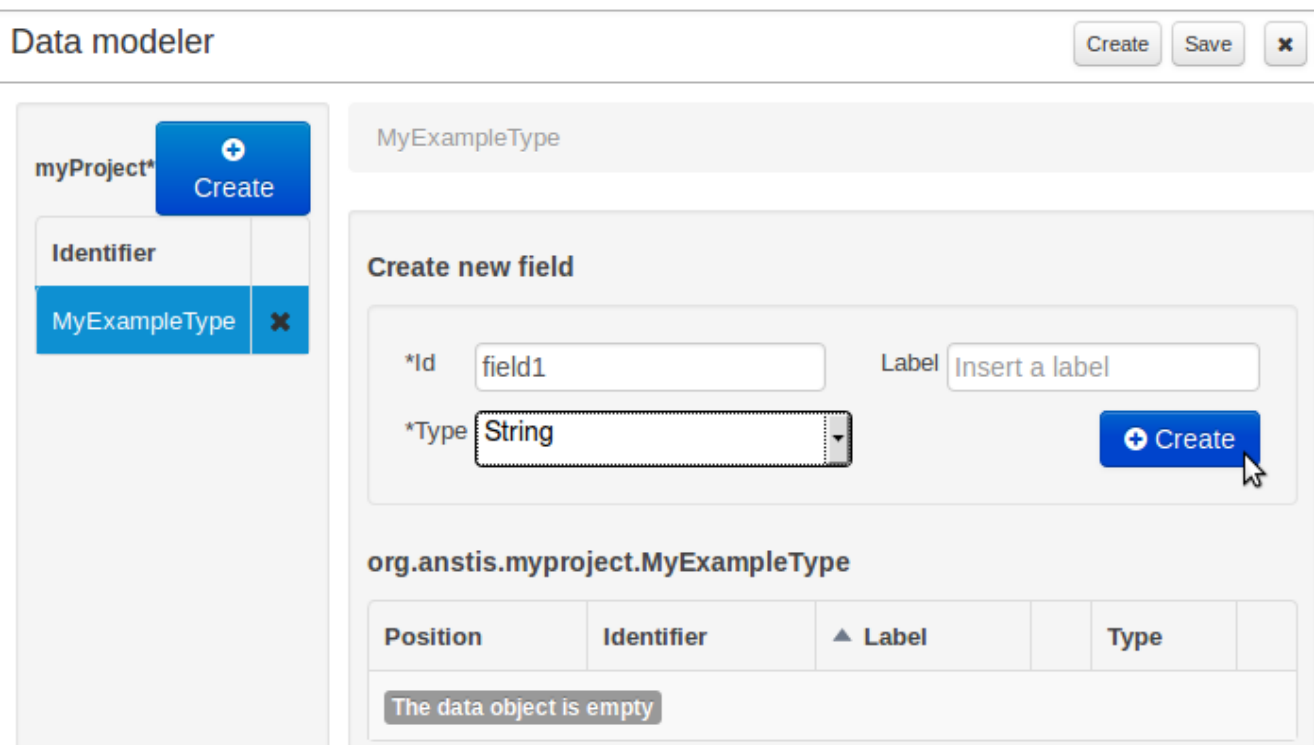 Data modeler
Create Save
myProject*
Create
Identifier
MyExampleType
MyExampleType
Create new field
*Id field1 Label Insert a label
*Type String Create
org.anstis.myproject.MyExampleType
Position Identifier Label Type
The data object is empty